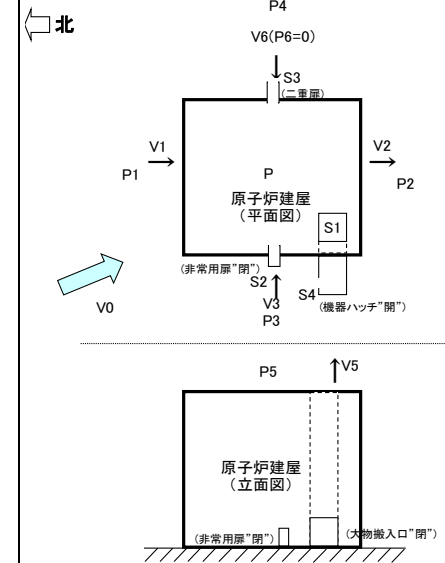 P4
北
V6(P6=0)
S3
(二重扉)
V1
V2
P1
P
P2
原子炉建屋
(平面図)
S1
(非常用扉”閉”)
S2
S4
(機器ハッチ”開”)
V3
P3
V0
P5
V5
原子炉建屋
(立面図)
(非常用扉”閉”)
(大物搬入口”閉”)